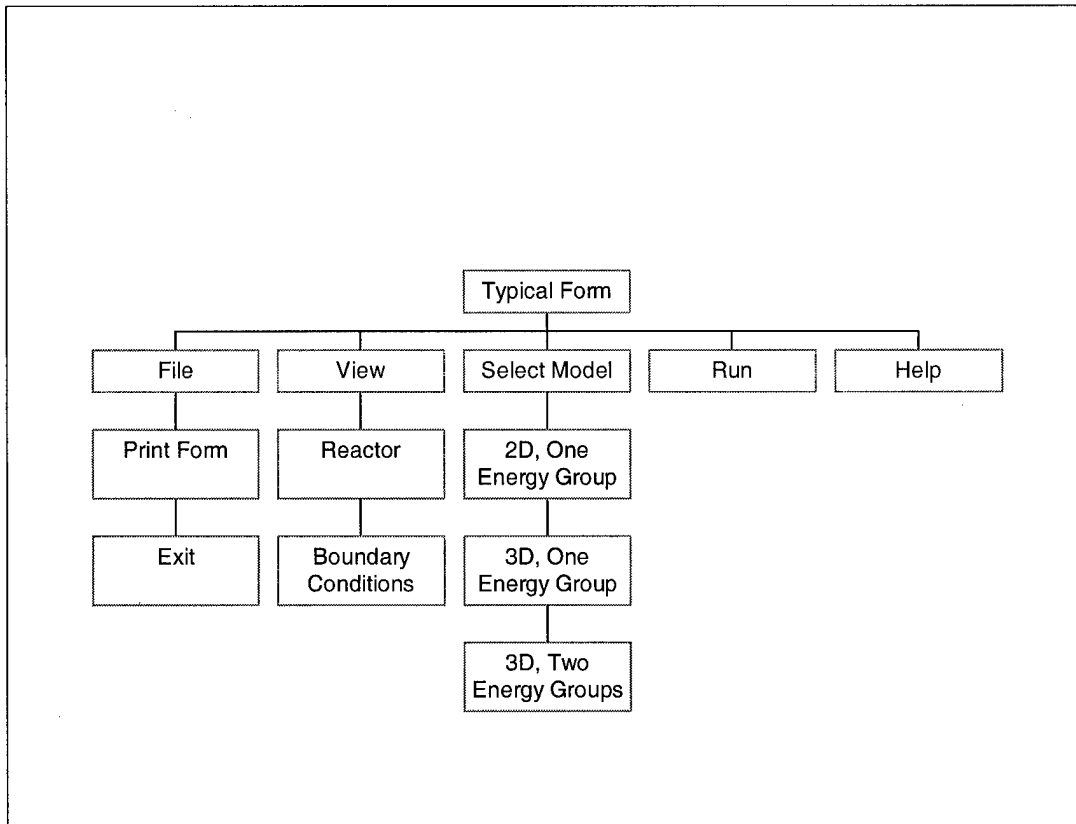 Typical Form
File
View
Select Model
Run
Help
Print Form
Reactor
2D, One
Energy Group
Exit
Boundary
Conditions
3D, One
Energy Group
3D, Two
Energy Groups